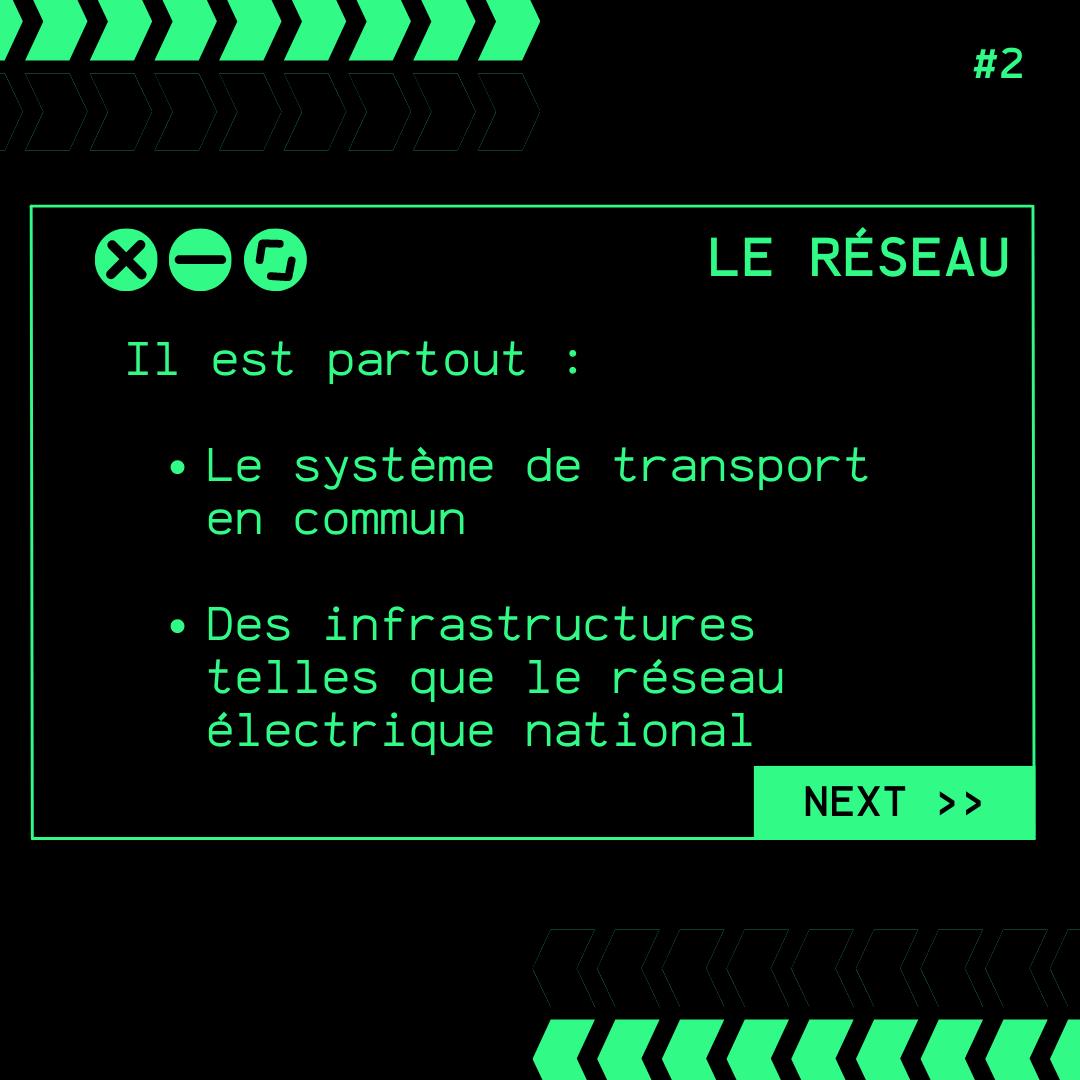 #2
LE RÉSEAU
Il est partout :
• Le système de transport
en commun
• Des infrastructures
telles que le réseau
électrique national
NEXT >>